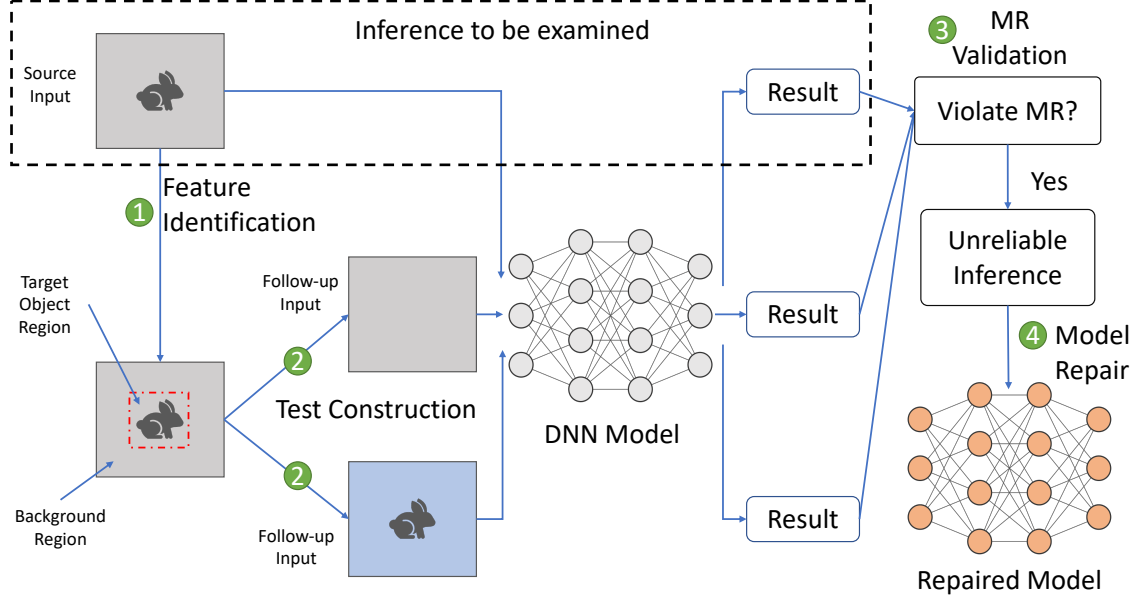 Inference to be examined
Source
Input
Result
3
MR
Validation
Violate MR?
Yes
1
Feature
Identification
Unreliable
Inference
Target
Object
Region
Follow-up
Input
2
Test Construction
DNN Model
Result
4
Model
Repair
2
Background
Region
Follow-up
Input
Result
Repaired Model